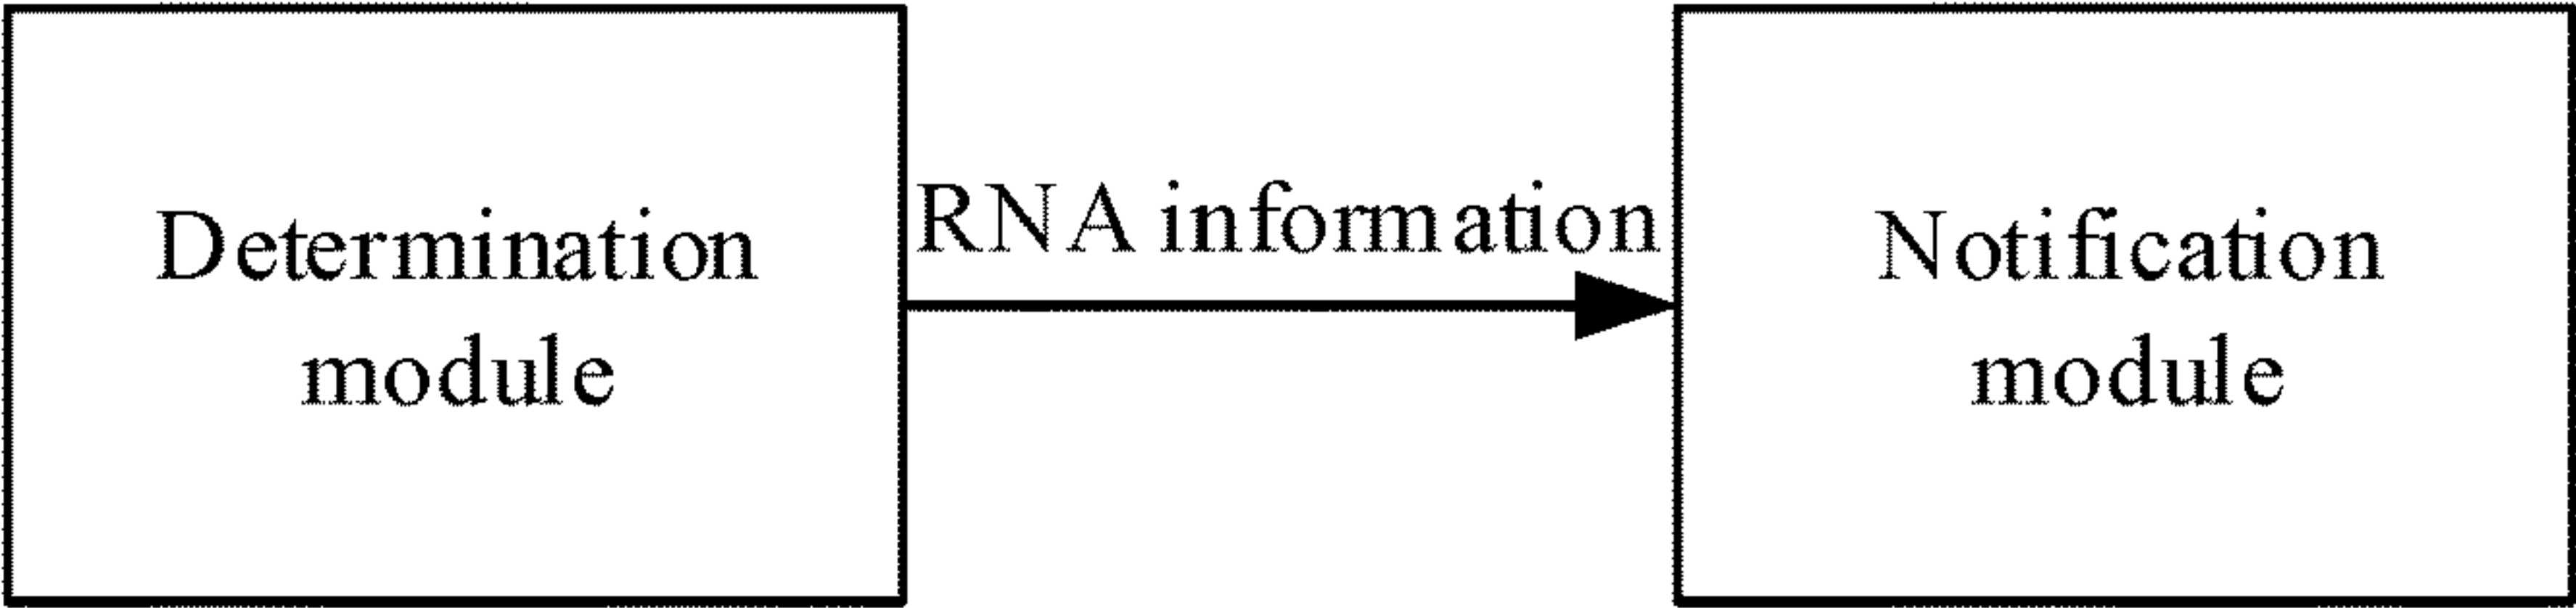 Determination
module
RNA information
Notification
module